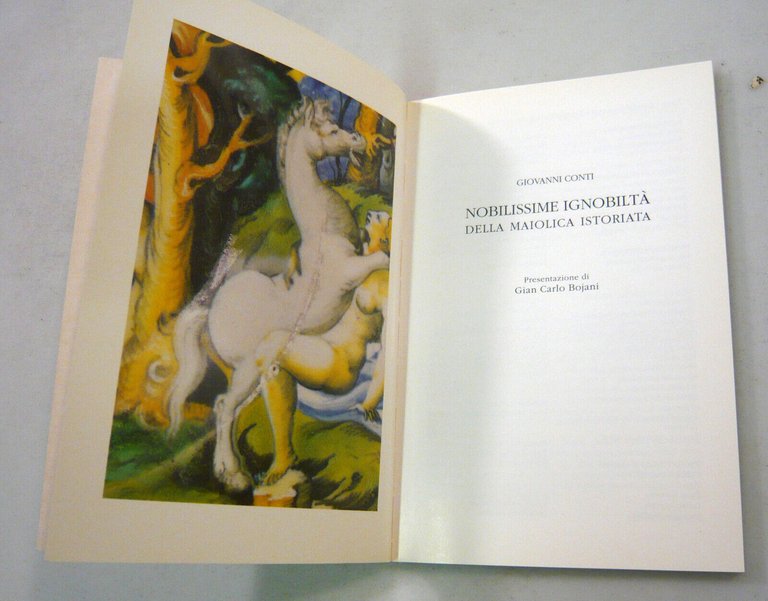 GIOVANNI CONTI
NOBILISSIME IGNOBILTÀ
DELLA MAIOLICA ISTORIATA
Presentazione di
Gian Carlo Bojani